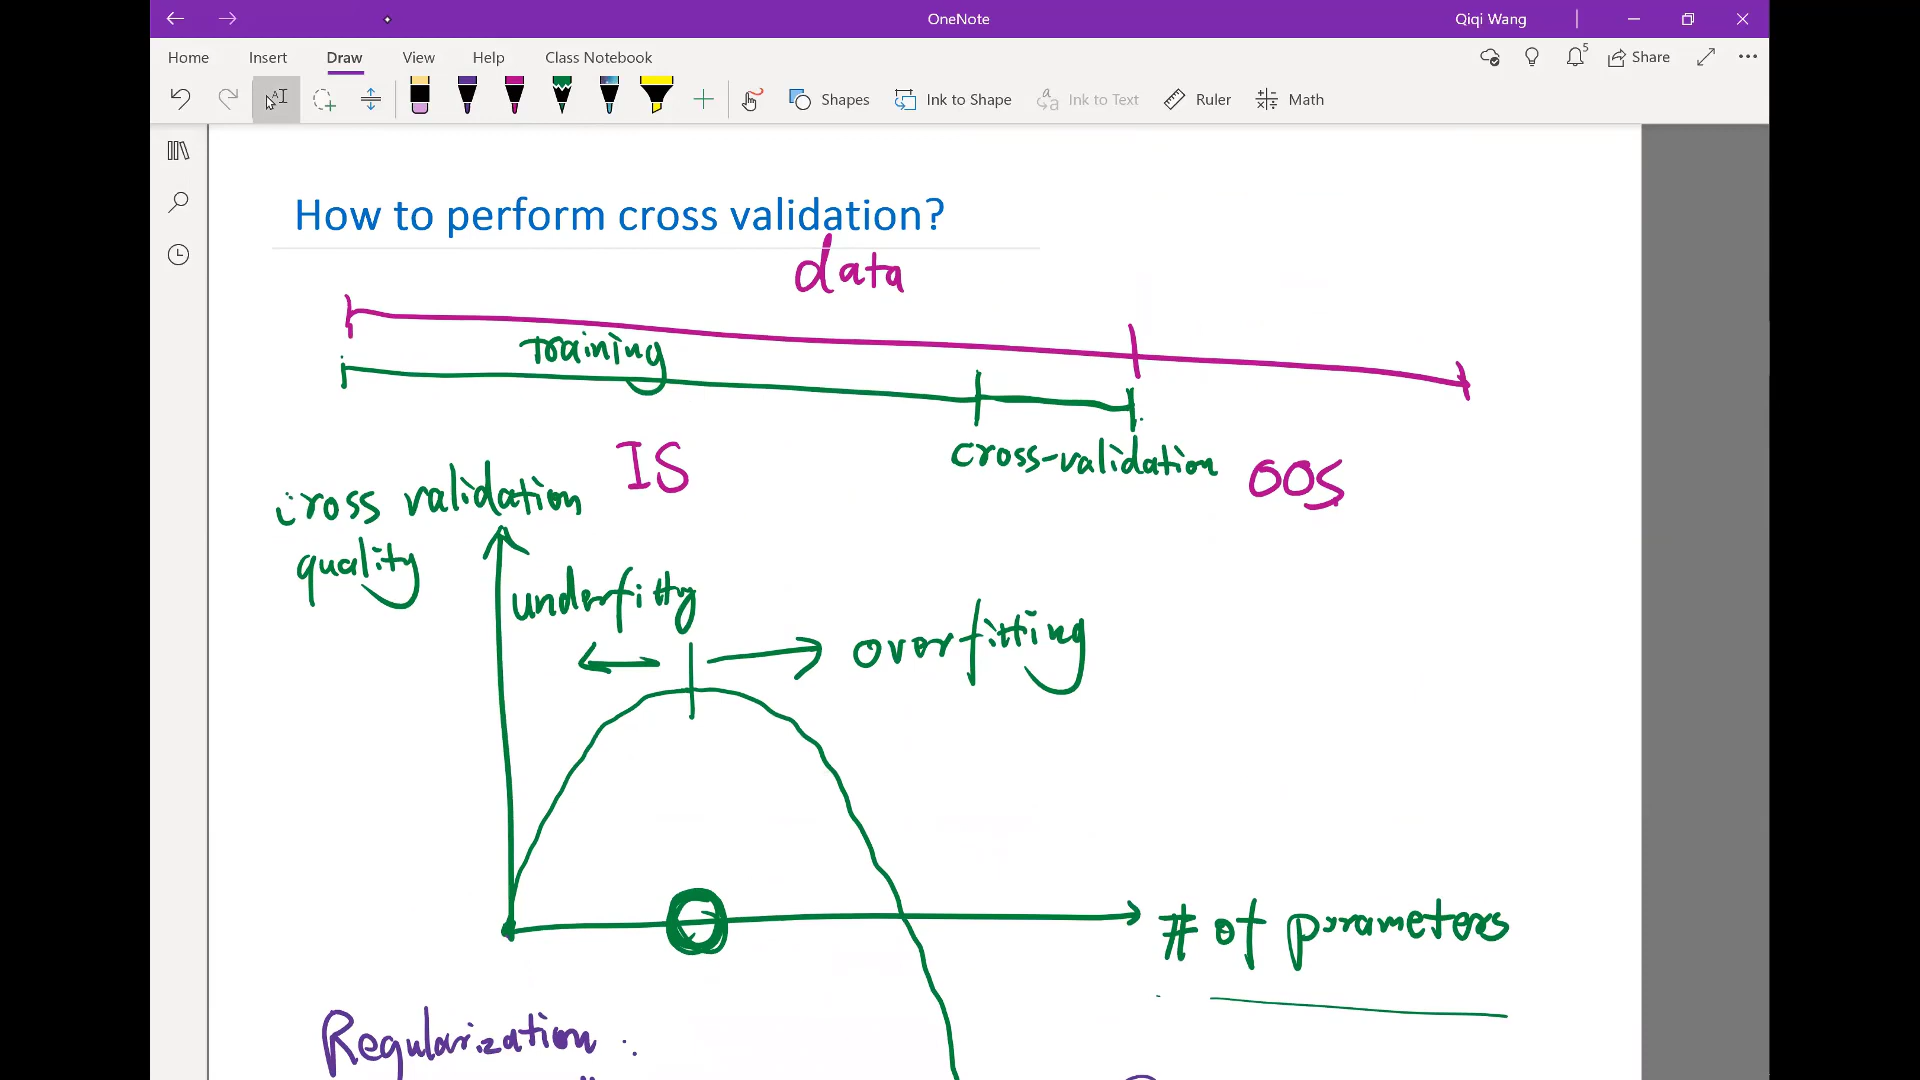 OneNote
Qiqi Wang
Home Insert Draw View Help Class Notebook
5
Share
Shapes Ink to Shape Ink to Text Ruler Math
How to perform cross validation?
data
training
cross-validation
IS
OOS
cross validation
quality
underfitty
overfitting
# of parameters
Regularization :